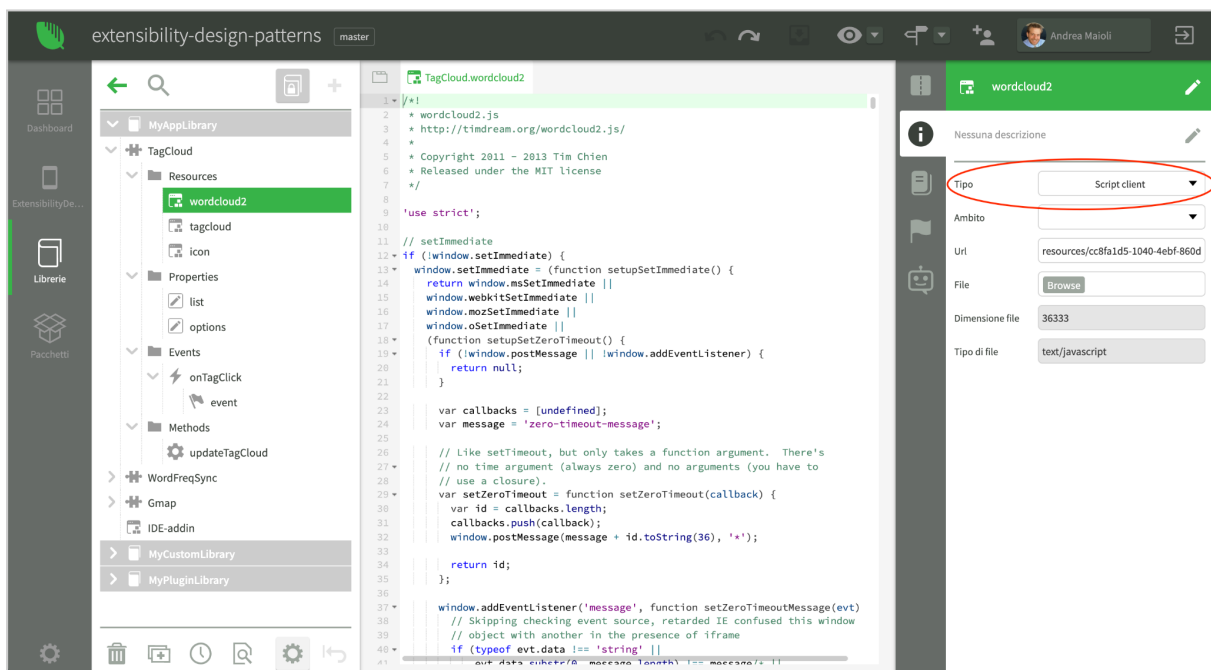 extensibility-design-patterns
master
Andrea Maioli
Dashboard
ExtensibilityDe...
Librerie
Pacchetti
MyAppLibrary
TagCloud
Resources
wordcloud2
tagcloud
icon
Properties
list
options
Events
onTagClick
event
Methods
updateTagCloud
WordFreqSync
Gmap
IDE-addin
MyCustomLibrary
MyPluginLibrary
TagCloud.wordcloud2
1 /*!
2 * wordcloud2.js
3 * http://timdream.org/wordcloud2.js/
4 *
5 * Copyright 2011 - 2013 Tim Chien
6 * Released under the MIT license
7 */
8
9 'use strict';
10
11 // setImmediate
12 if (!window.setImmediate) {
13 window.setImmediate = (function setupSetImmediate() {
14 return window.msSetImmediate ||
15 window.webkitSetImmediate ||
16 window.mozSetImmediate ||
17 window.oSetImmediate ||
18 (function setupSetZeroTimeout() {
19 if (!window.postMessage || !window.addEventListener) {
20 return null;
21 }
22
23 var callbacks = [undefined];
24 var message = 'zero-timeout-message';
25
26 // Like setTimeout, but only takes a function argument. There's
27 // no time argument (always zero) and no arguments (you have to
28 // use a closure).
29 var setZeroTimeout = function setZeroTimeout(callback) {
30 var id = callbacks.length;
31 callbacks.push(callback);
32 window.postMessage(message + id.toString(36), '*');
33
34 return id;
35 };
36
37 window.addEventListener('message', function setZeroTimeoutMessage(evt)
38 // Skipping checking event source, retarded IE confused this window
39 // object with another in the presence of iframe
40 if (typeof evt.data !== 'string' ||
41 evt.data.substr(0, message.length) !== message/* ||
wordcloud2
Nessuna descrizione
Tipo Script client
Ambito
Url resources/cc8fa1d5-1040-4ebf-860d
File Browse
Dimensione file 36333
Tipo di file text/javascript